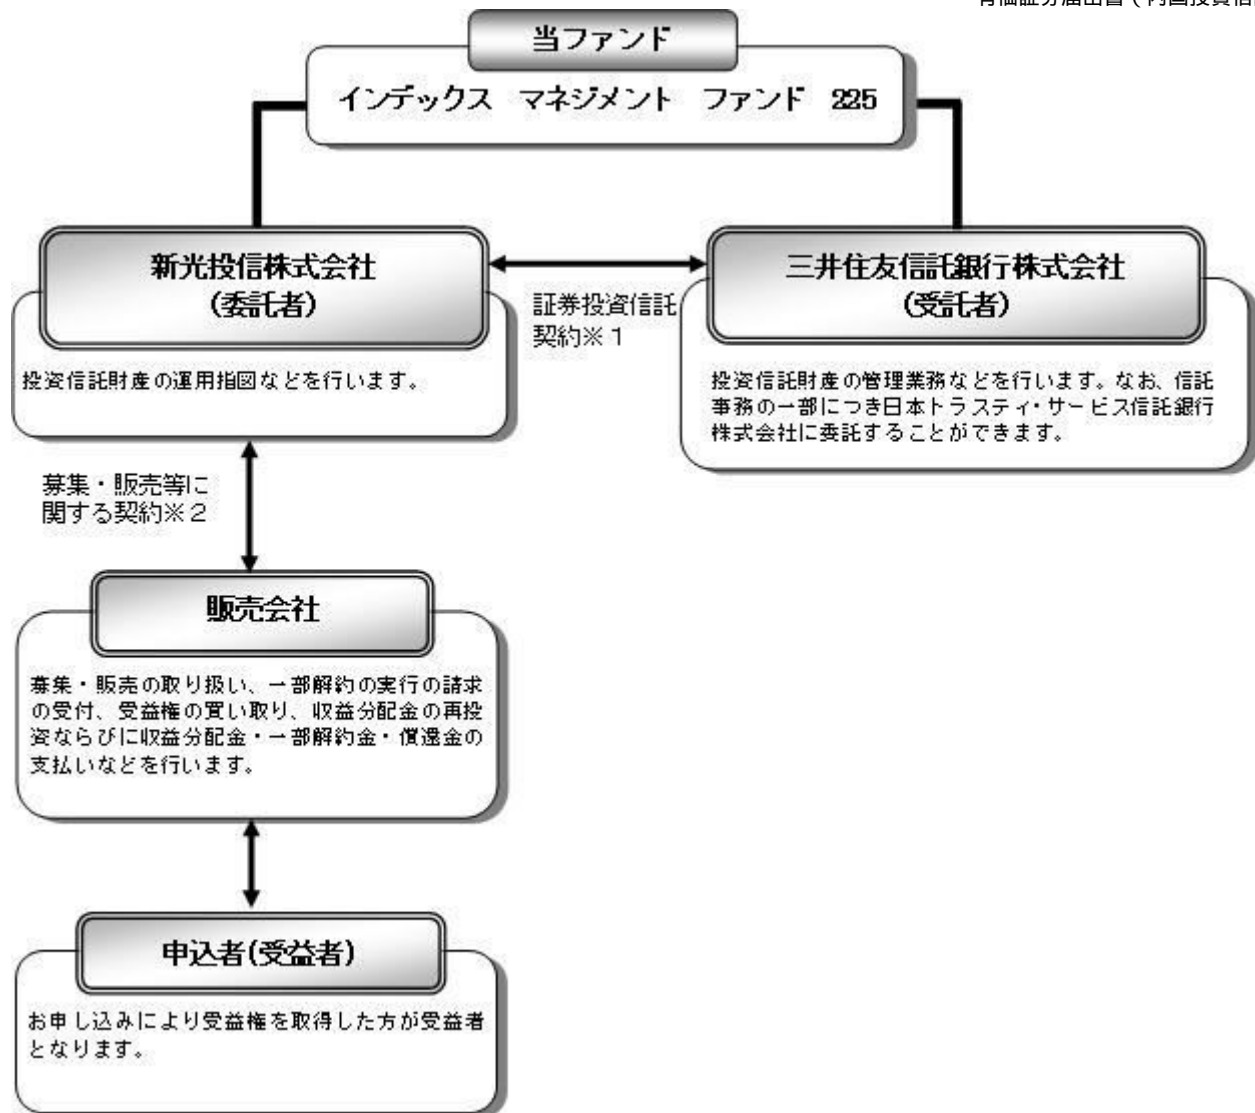 有価証券届出書（内国投資信
当ファンド
インデックス　マネジメント　ファンド　225
新光投信株式会社
(委託者)
投資信託財産の運用指図などを行います。
証券投資信託
契約※１
三井住友信託銀行株式会社
(受託者)
投資信託財産の管理業務などを行います。なお、信託
事務の一部につき日本トラスティ・サービス信託銀行
株式会社に委託することができます。
募集・販売等に
関する契約※２
販売会社
募集・販売の取り扱い、一部解約の実行の請求
の受付、受益権の買い取り、収益分配金の再投
資ならびに収益分配金・一部解約金・償還金の
支払いなどを行います。
申込者(受益者)
お申し込みにより受益権を取得した方が受益者
となります。